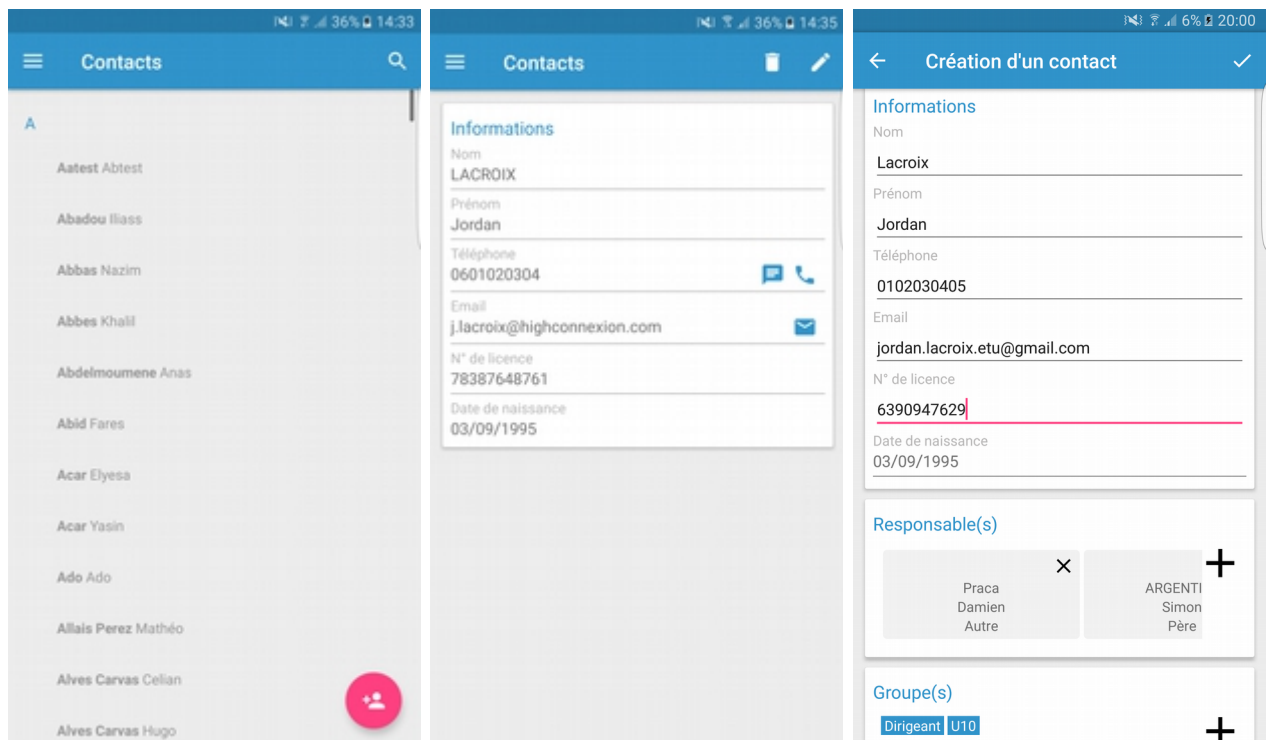 36% 14:33
Contacts
A
Aatest Abtest
Abadou Iliass
Abbas Nazim
Abbes Khalil
Abdelmoumene Anas
Abid Fares
Acar Elyesa
Acar Yasin
Ado Ado
Allais Perez Mathéo
Alves Carvas Celian
Alves Carvas Hugo
36% 14:35
Contacts
Informations
Nom
LACROIX
Prénom
Jordan
Téléphone
0601020304
Email
j.lacroix@highconnexion.com
N° de licence
78387648761
Date de naissance
03/09/1995
6% 20:00
Création d'un contact
Informations
Nom
Lacroix
Prénom
Jordan
Téléphone
0102030405
Email
jordan.lacroix.etu@gmail.com
N° de licence
6390947629
Date de naissance
03/09/1995
Responsable(s)
Praca
Damien
Autre
ARGENTI
Simon
Père
Groupe(s)
Dirigeant U10